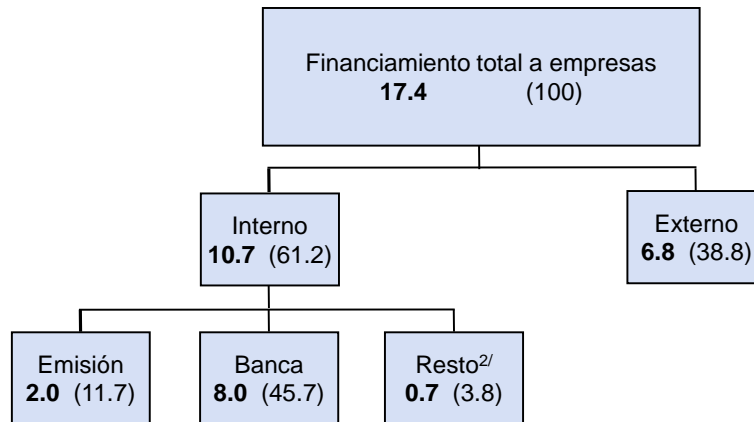 Financiamiento total a empresas
17.4 (100)
Interno
10.7 (61.2)
Externo
6.8 (38.8)
Emisión
2.0 (11.7)
Banca
8.0 (45.7)
Resto2/
0.7 (3.8)